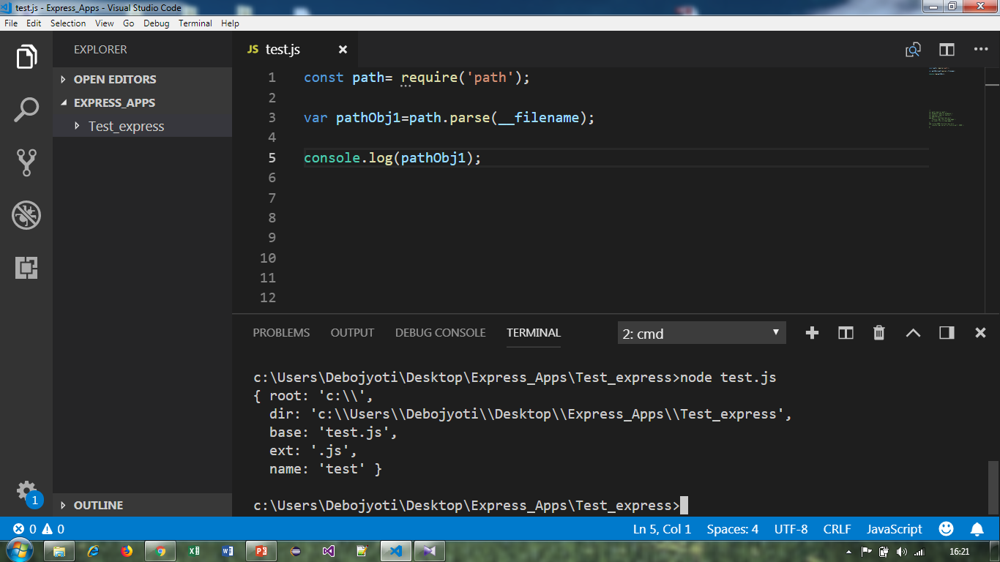 test.js - Express_Apps - Visual Studio Code
File Edit Selection View Go Debug Terminal Help
EXPLORER
OPEN EDITORS
EXPRESS_APPS
Test_express
OUTLINE
1
JS test.js
1 const path= require('path');
2
3 var pathObj1=path.parse(__filename);
4
5 console.log(pathObj1);
6
7
8
9
10
11
12
PROBLEMS OUTPUT DEBUG CONSOLE TERMINAL 2: cmd
c:\Users\Debojyoti\Desktop\Express_Apps\Test_express>node test.js
{ root: 'c:\\',
dir: 'c:\\Users\\Debojyoti\\Desktop\\Express_Apps\\Test_express',
base: 'test.js',
ext: '.js',
name: 'test' }
c:\Users\Debojyoti\Desktop\Express_Apps\Test_express>
0 0 Ln 5, Col 1 Spaces: 4 UTF-8 CRLF JavaScript
16:21